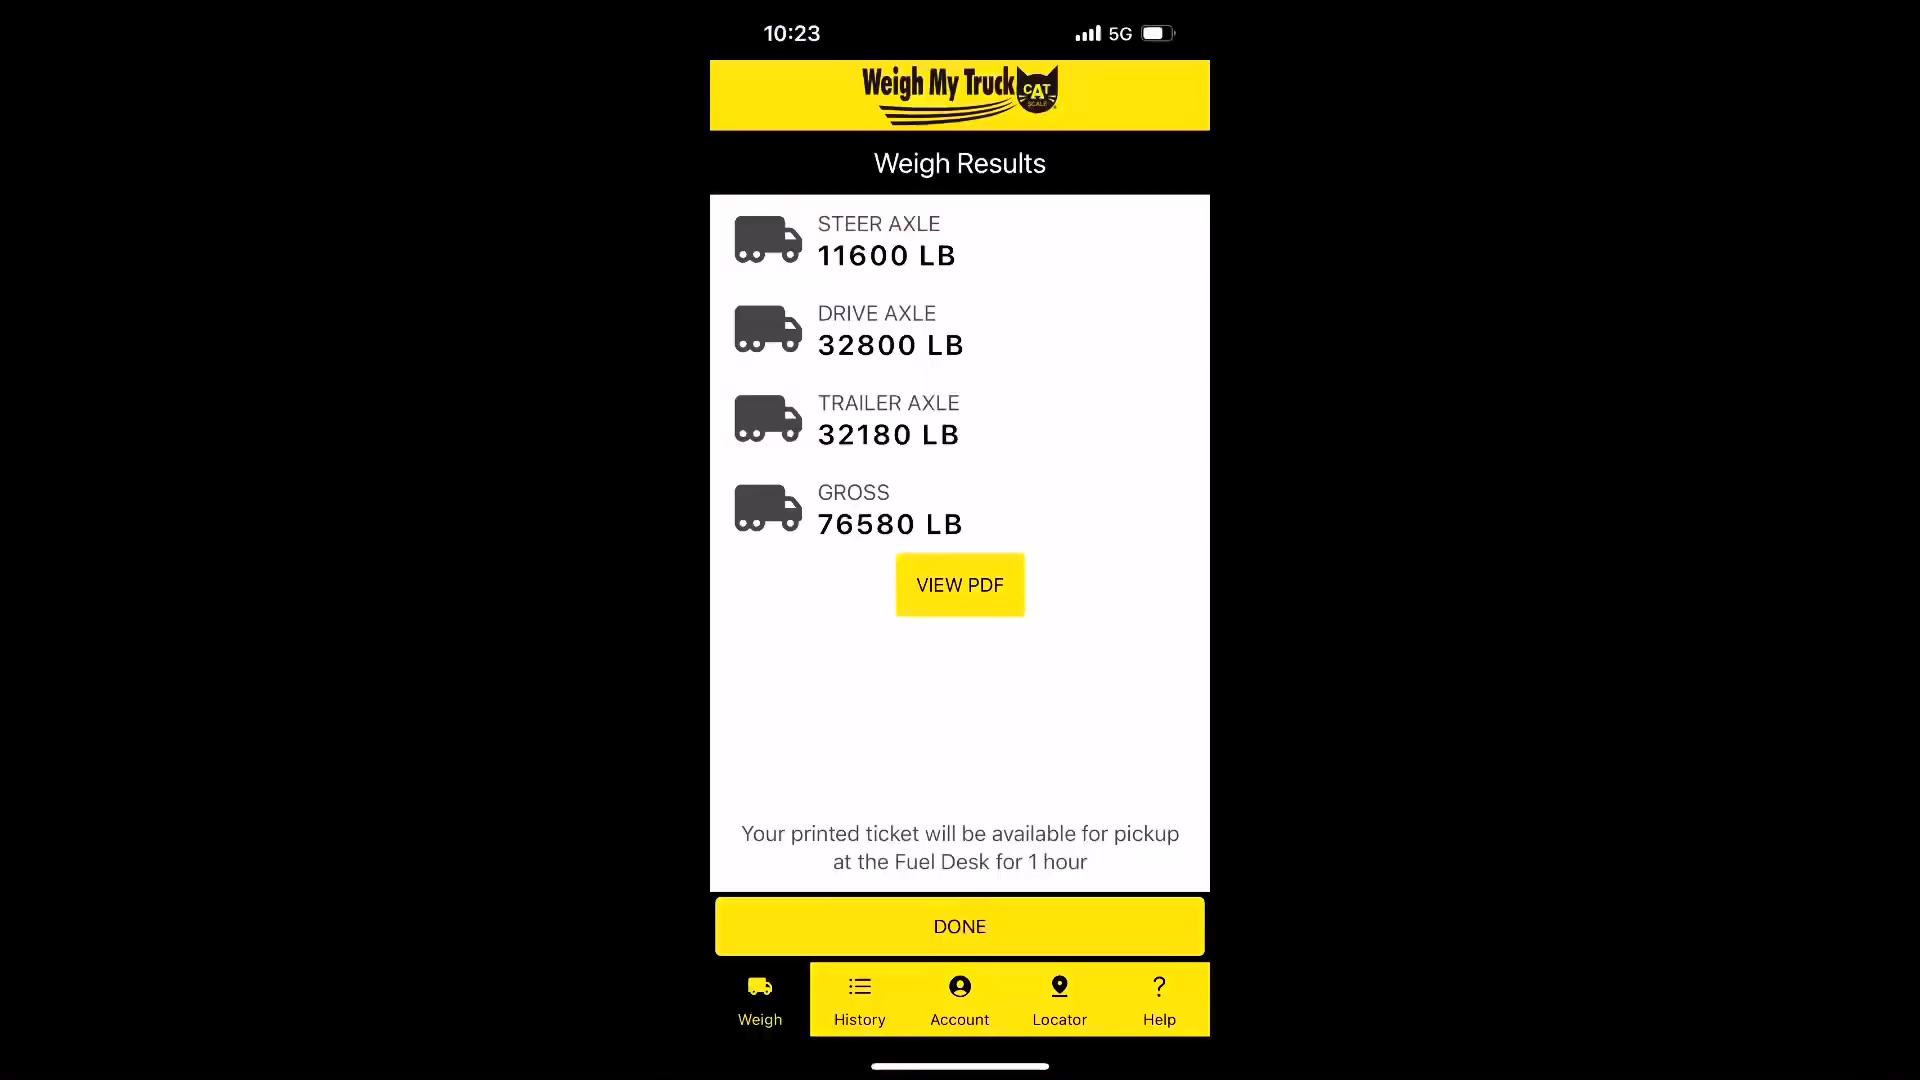 10:23
5G
Weigh My Truck
CAT
SCALE
Weigh Results
STEER AXLE
11600 LB
DRIVE AXLE
32800 LB
TRAILER AXLE
32180 LB
GROSS
76580 LB
VIEW PDF
Your printed ticket will be available for pickup
at the Fuel Desk for 1 hour
DONE
Weigh
History
Account
Locator
?
Help